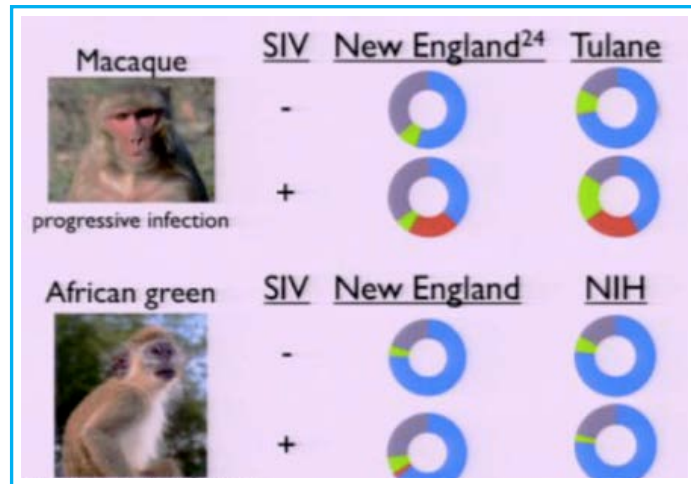 Macaque SIV New England24 Tulane
-
+
progressive infection
African green SIV New England NIH
-
+